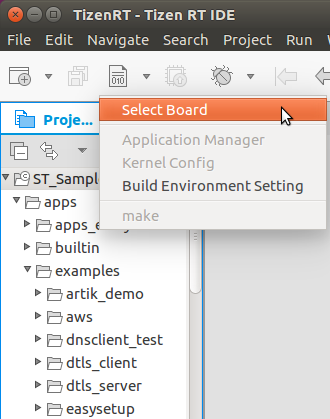 TizenRT - Tizen RT IDE
File Edit Navigate Search Project Run
010
Proje...
Select Board
Application Manager
Kernel Config
Build Environment Setting
make
ST_Sampl
apps
apps_e
builtin
examples
artik_demo
aws
dnsclient_test
dtls_client
dtls_server
easysetup